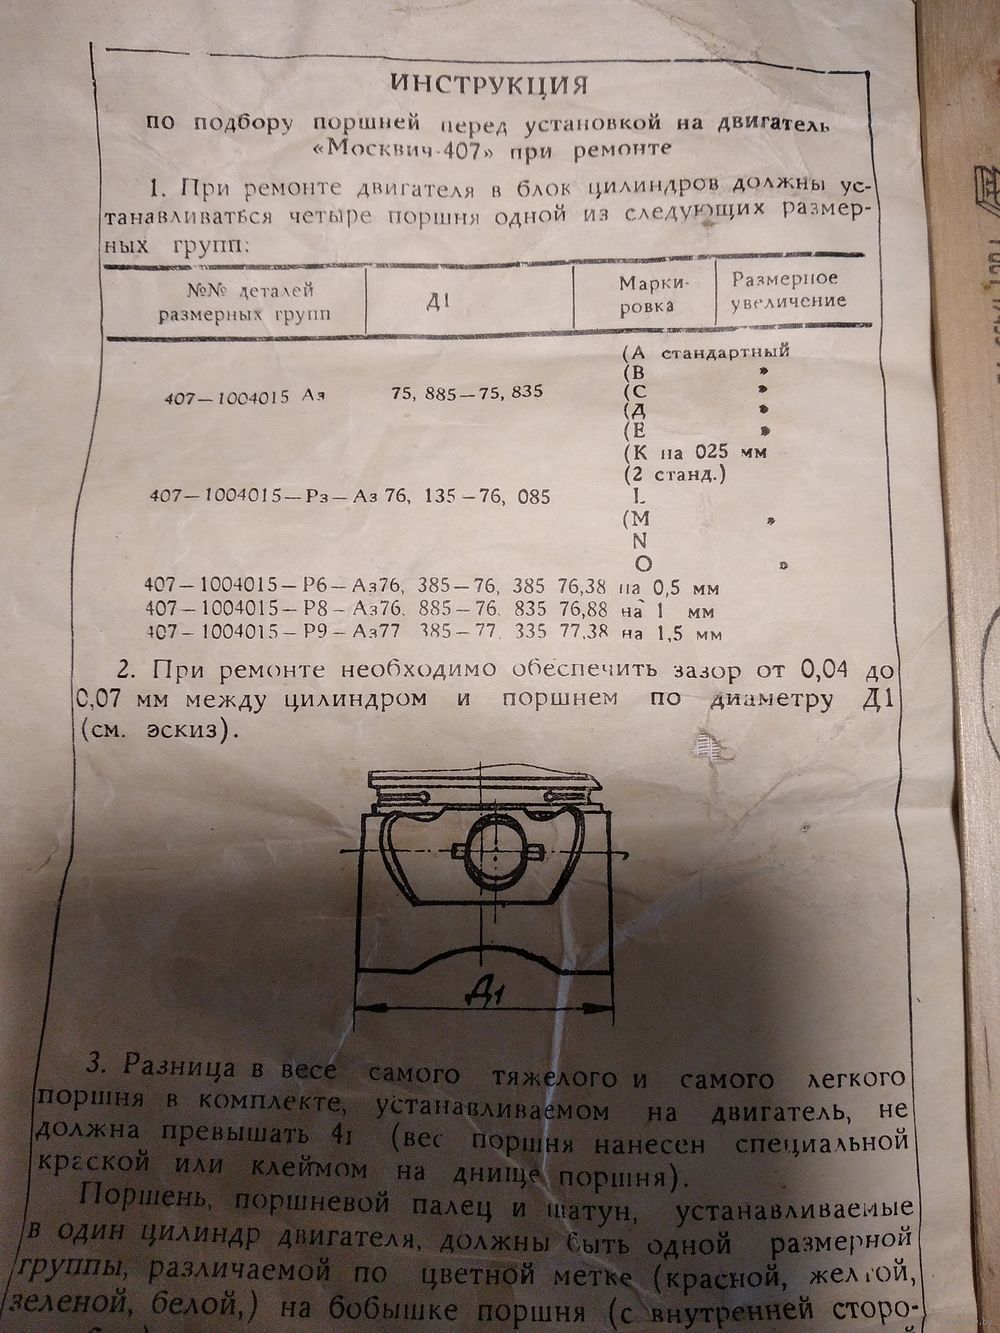 ИНСТРУКЦИЯ
по подбору поршней перед установкой на двигатель
«Москвич-407» при ремонте
1. При ремонте двигателя в блок цилиндров должны ус-
танавливаться четыре поршня одной из следующих размер-
ных групп:
№№ деталей размерных групп Д1 Марки-ровка Размерное увеличение
(А стандартный
(В »
407—1004015 Аз 75, 885—75, 835 (С »
(Д »
(Е »
(К на 025 мм
(2 станд.)
407—1004015—Рз—Аз 76, 135—76, 085 L
(М »
N
О »
407—1004015—Р6—Аз76, 385—76, 385 76,38 на 0,5 мм
407—1004015—Р8—Аз76. 885—76. 835 76,88 на 1 мм
407—1004015—Р9—Аз77 385—77. 335 77,38 на 1,5 мм
2. При ремонте необходимо обеспечить зазор от 0,04 до
0,07 мм между цилиндром и поршнем по диаметру Д1
(см. эскиз).
Д1
3. Разница в весе самого тяжелого и самого легкого
поршня в комплекте, устанавливаемом на двигатель, не
должна превышать 4г (вес поршня нанесен специальной
краской или клеймом на днище поршня).
Поршень, поршневой палец и шатун, устанавливаемые
в один цилиндр двигателя, должны быть одной размерной
группы, различаемой по цветной метке (красной, желтой,
зеленой, белой,) на бобышке поршня (с внутренней сторо-